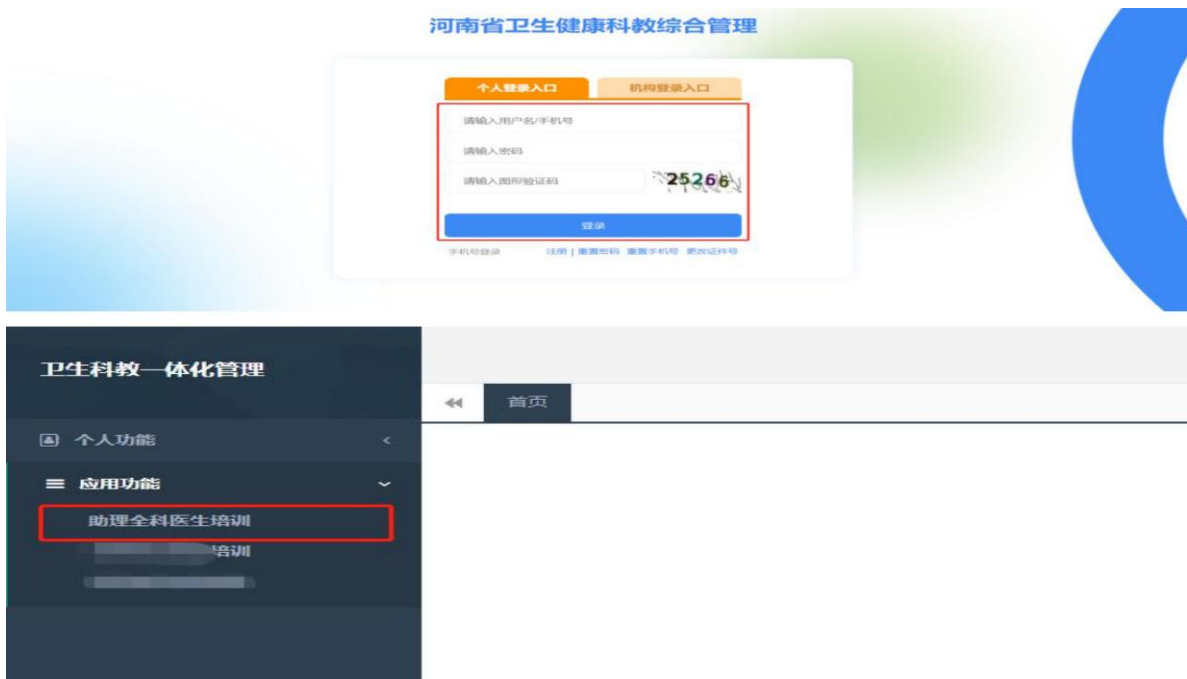 河南省卫生健康科教综合管理
个人登录入口 机构登录入口
请输入用户名/手机号
请输入密码
请输入图形验证码 25266
登录
手机号登录 注册 | 重置密码 重置手机号 更改证件号
卫生科教一体化管理
首页
个人功能
应用功能
助理全科医生培训
培训